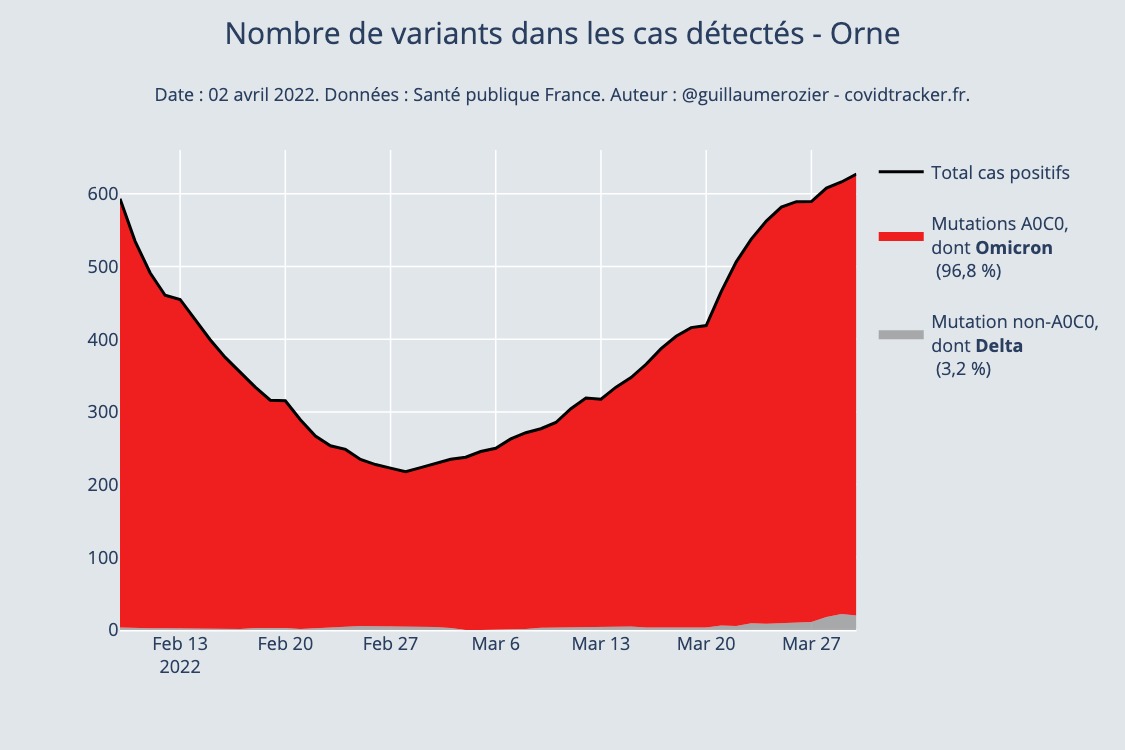 Nombre de variants dans les cas détectés - Orne
Date : 02 avril 2022. Données : Santé publique France. Auteur : @guillaumerozier - covidtracker.fr.
Total cas positifs
Mutations A0C0,
dont Omicron
(96,8 %)
Mutation non-A0C0,
dont Delta
(3,2 %)
600
500
400
300
200
100
0
Feb 13
2022
Feb 20
Feb 27
Mar 6
Mar 13
Mar 20
Mar 27